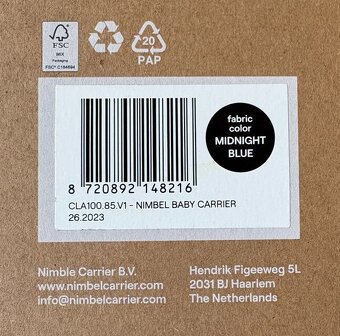 FSC
MIX
Packaging
FSC® C184694
20
PAP
fabric
color
MIDNIGHT
BLUE
8 720892 148216
CLA100.85.V1 - NIMBEL BABY CARRIER
26.2023
Nimble Carrier B.V.
www.nimbelcarrier.com
info@nimbelcarrier.com
Hendrik Figeeweg 5L
2031 BJ Haarlem
The Netherlands